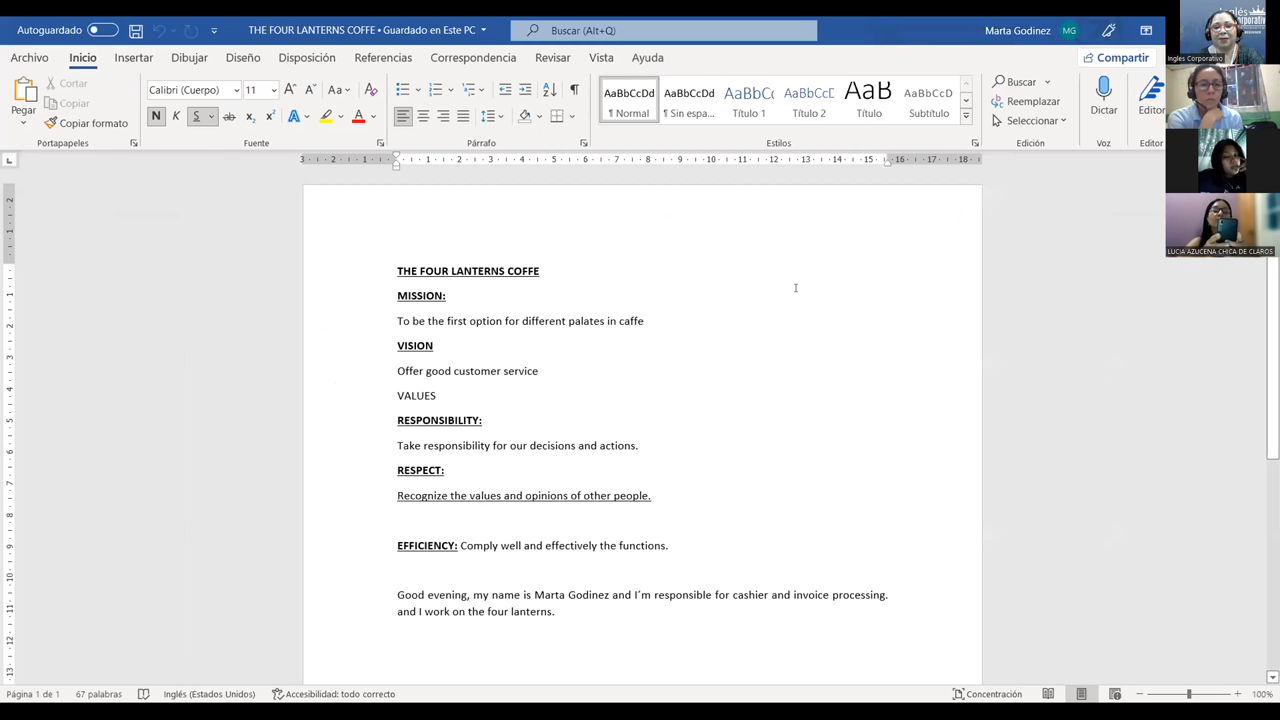 Autoguardado
THE FOUR LANTERNS COFFE • Guardado en Este PC
Buscar (Alt+Q)
Marta Godinez
MG
Archivo
Inicio
Insertar
Dibujar
Diseño
Disposición
Referencias
Correspondencia
Revisar
Vista
Ayuda
Compartir
Pegar
Cortar
Copiar
Copiar formato
Portapapeles
Calibri (Cuerpo)
11
Fuente
Párrafo
AaBbCcDd
¶ Normal
AaBbCcDd
¶ Sin espa...
AaBbCc
Título 1
AaBbCcD
Título 2
AaB
Título
AaBbCcD
Subtítulo
Estilos
Buscar
Reemplazar
Seleccionar
Edición
Dictar
Voz
Editor
Editor
Ingles Corporativo
LUCIA AZUCENA CHICA DE CLAROS
THE FOUR LANTERNS COFFE
MISSION:
To be the first option for different palates in caffe
VISION
Offer good customer service
VALUES
RESPONSIBILITY:
Take responsibility for our decisions and actions.
RESPECT:
Recognize the values and opinions of other people.
EFFICIENCY: Comply well and effectively the functions.
Good evening, my name is Marta Godinez and I´m responsible for cashier and invoice processing.
and I work on the four lanterns.
Página 1 de 1
67 palabras
Inglés (Estados Unidos)
Accesibilidad: todo correcto
Concentración
100%